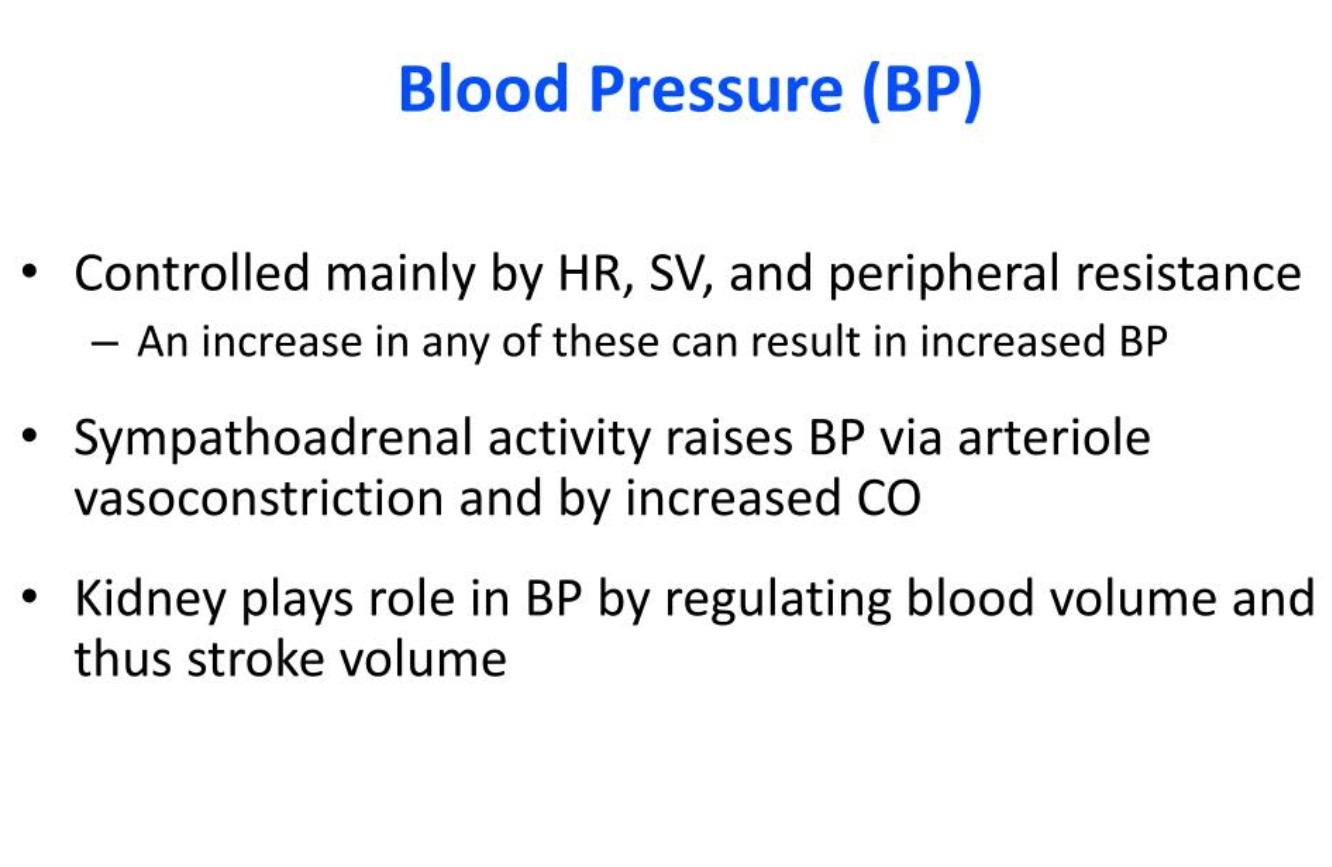 Blood Pressure (BP)
• Controlled mainly by HR, SV, and peripheral resistance
– An increase in any of these can result in increased BP
• Sympathoadrenal activity raises BP via arteriole
vasoconstriction and by increased CO
• Kidney plays role in BP by regulating blood volume and
thus stroke volume